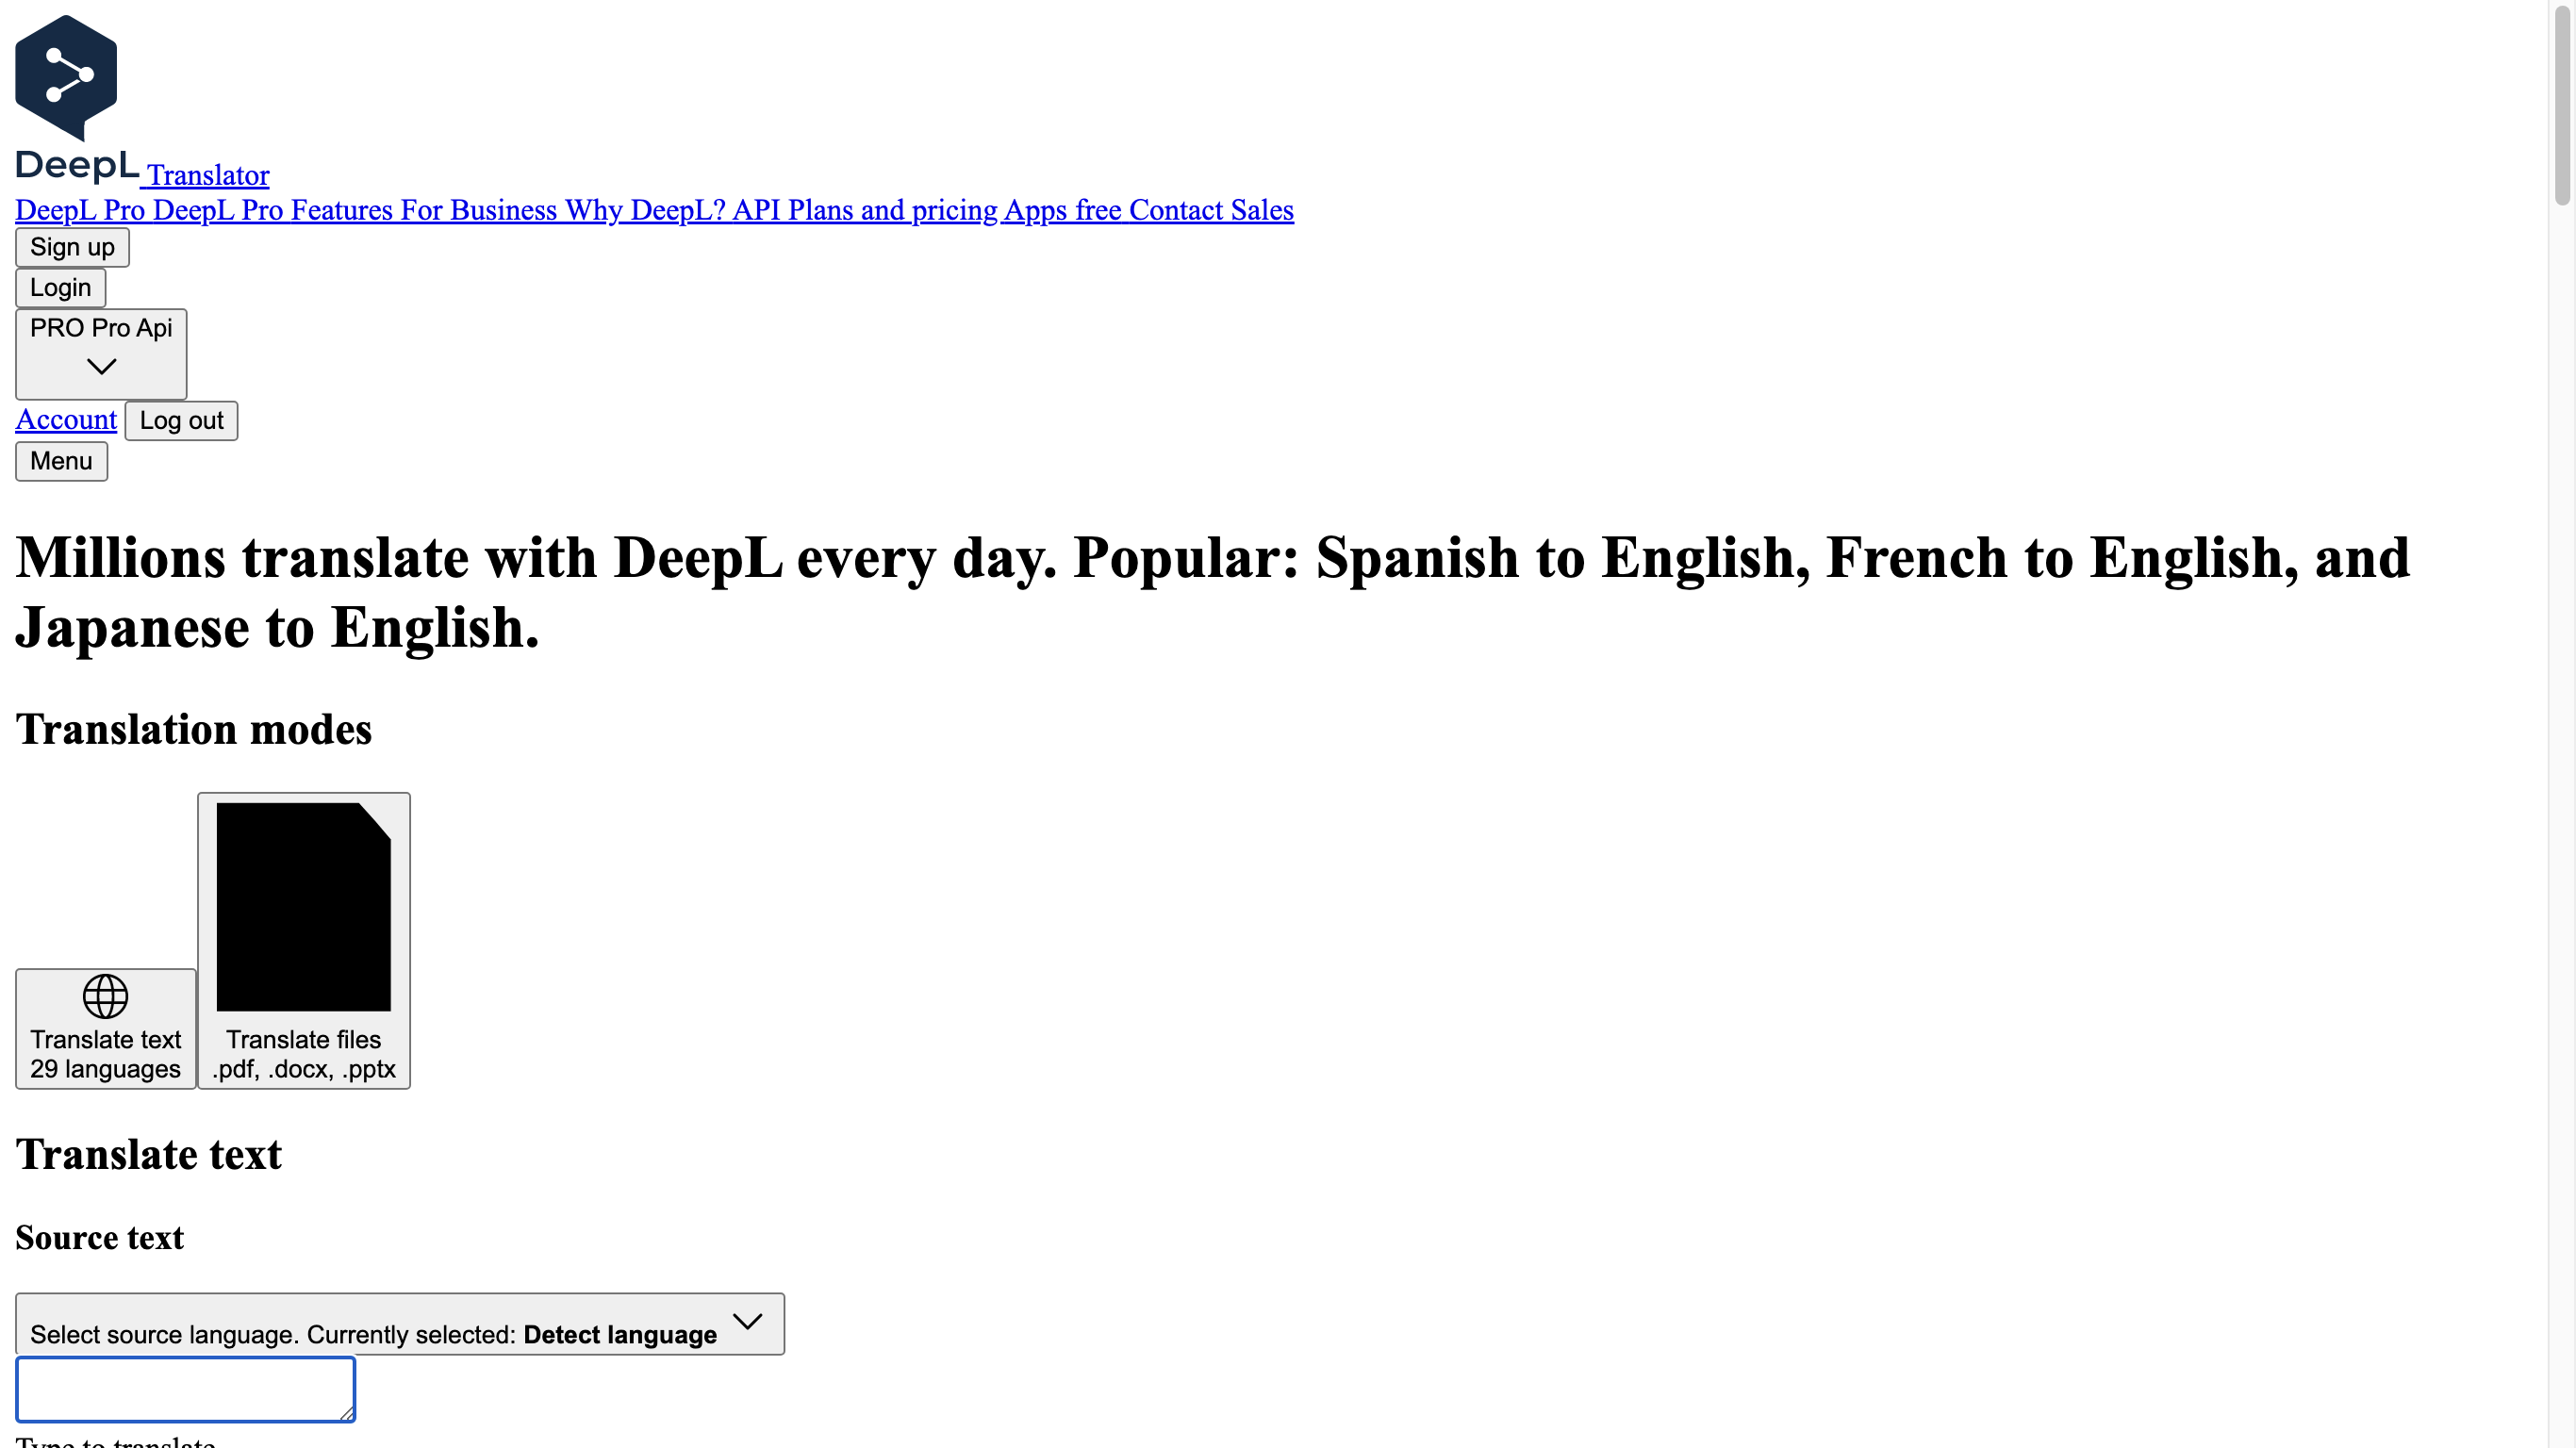 DeepL Translator
DeepL Pro DeepL Pro Features For Business Why DeepL? API Plans and pricing Apps free Contact Sales
Sign up
Login
PRO Pro Api
Account Log out
Menu
Millions translate with DeepL every day. Popular: Spanish to English, French to English, and
Japanese to English.
Translation modes
Translate text
29 languages
Translate files
.pdf, .docx, .pptx
Translate text
Source text
Select source language. Currently selected: Detect language
Type to translate